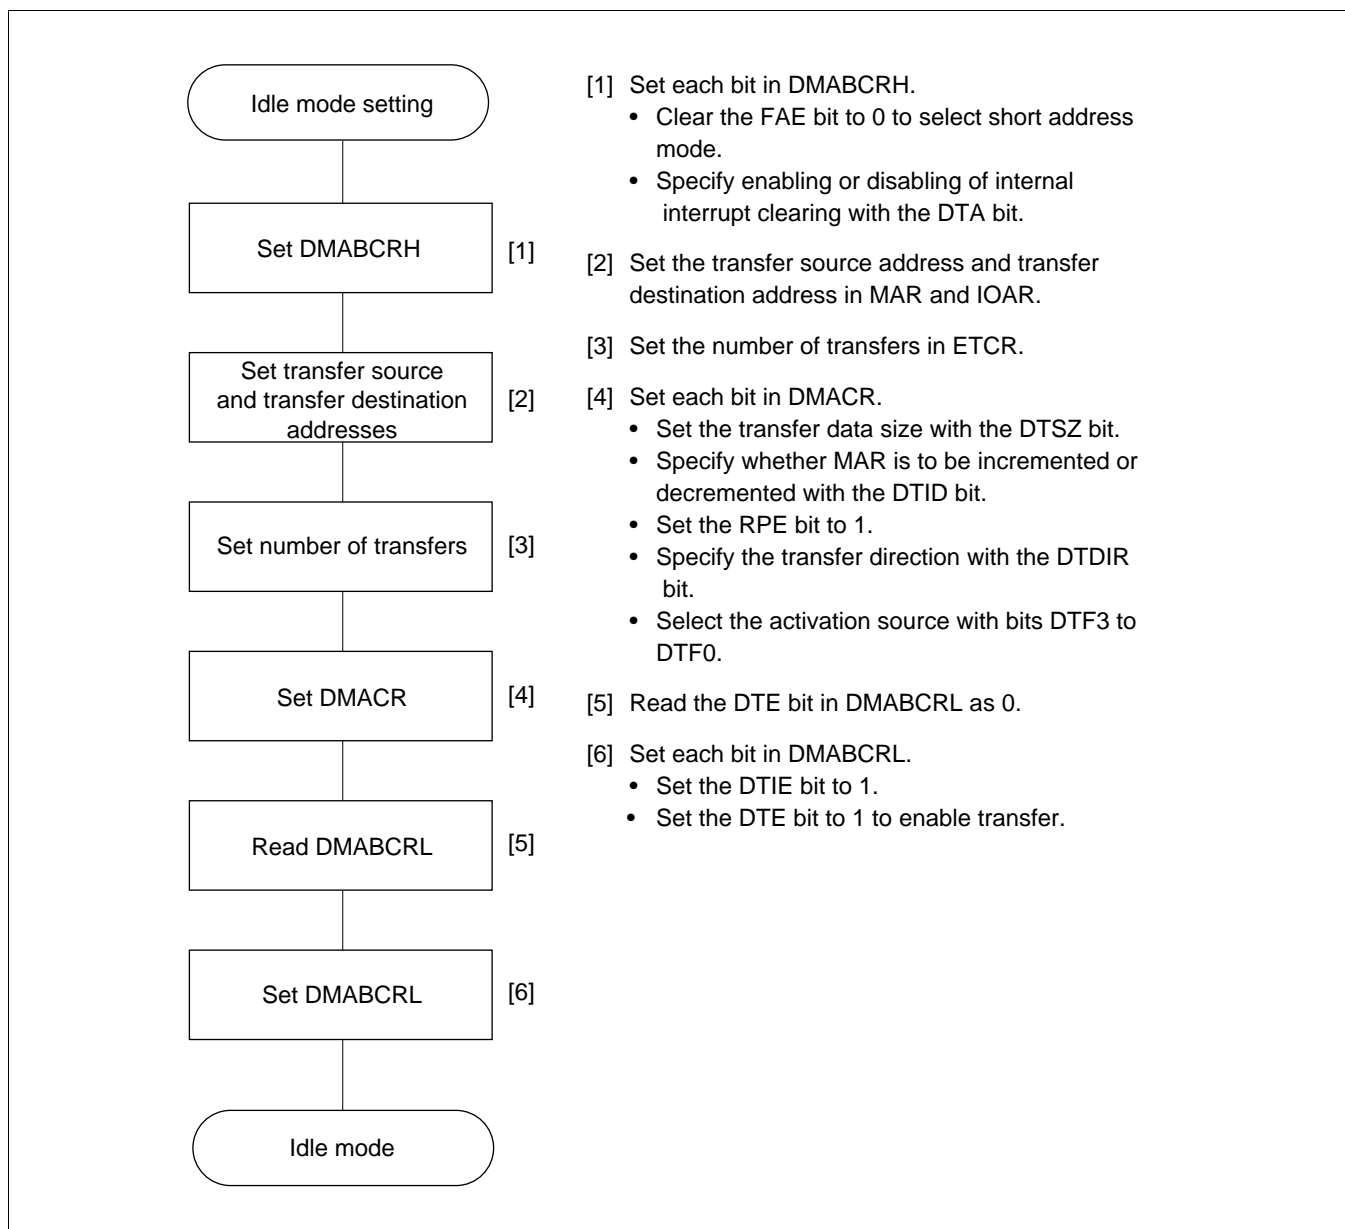 Idle mode setting
Set DMABCRH
[1]
Set transfer source
and transfer destination
addresses
[2]
Set number of transfers
[3]
Set DMACR
[4]
Read DMABCRL
[5]
Set DMABCRL
[6]
Idle mode
[1] Set each bit in DMABCRH.
• Clear the FAE bit to 0 to select short address
mode.
• Specify enabling or disabling of internal
interrupt clearing with the DTA bit.
[2] Set the transfer source address and transfer
destination address in MAR and IOAR.
[3] Set the number of transfers in ETCR.
[4] Set each bit in DMACR.
• Set the transfer data size with the DTSZ bit.
• Specify whether MAR is to be incremented or
decremented with the DTID bit.
• Set the RPE bit to 1.
• Specify the transfer direction with the DTDIR
bit.
• Select the activation source with bits DTF3 to
DTF0.
[5] Read the DTE bit in DMABCRL as 0.
[6] Set each bit in DMABCRL.
• Set the DTIE bit to 1.
• Set the DTE bit to 1 to enable transfer.